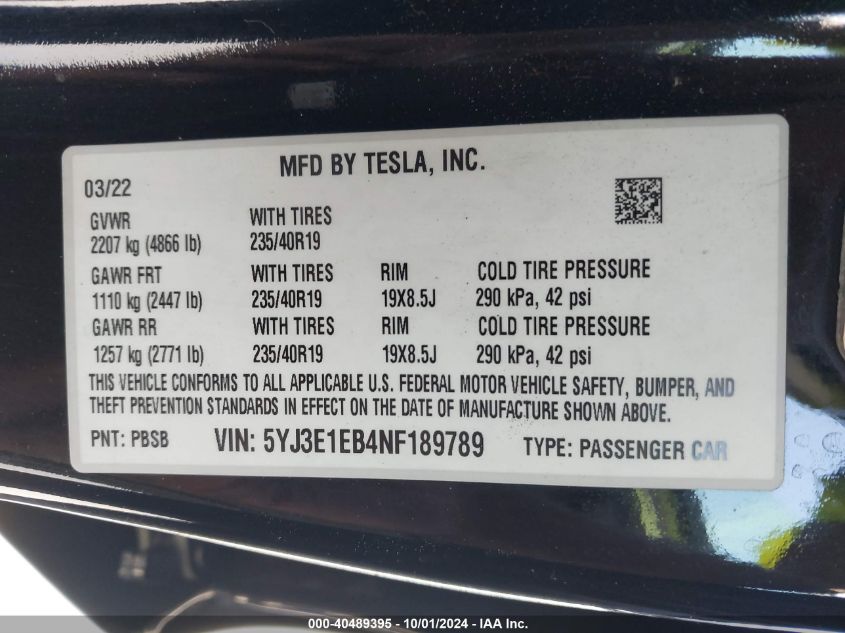 MFD BY TESLA, INC.
03/22
GVWR WITH TIRES
2207 kg (4866 lb) 235/40R19
GAWR FRT WITH TIRES RIM COLD TIRE PRESSURE
1110 kg (2447 lb) 235/40R19 19X8.5J 290 kPa, 42 psi
GAWR RR WITH TIRES RIM COLD TIRE PRESSURE
1257 kg (2771 lb) 235/40R19 19X8.5J 290 kPa, 42 psi
THIS VEHICLE CONFORMS TO ALL APPLICABLE U.S. FEDERAL MOTOR VEHICLE SAFETY, BUMPER, AND
THEFT PREVENTION STANDARDS IN EFFECT ON THE DATE OF MANUFACTURE SHOWN ABOVE.
PNT: PBSB VIN: 5YJ3E1EB4NF189789 TYPE: PASSENGER CAR
000-40489395 - 10/01/2024 - IAA Inc.